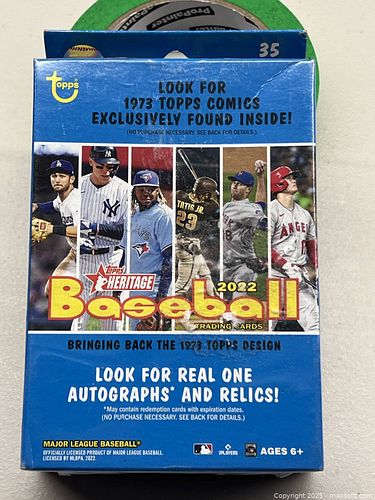 ProPainter
35
topps
LOOK FOR
1973 TOPPS COMICS
EXCLUSIVELY FOUND INSIDE!
(NO PURCHASE NECESSARY. SEE BACK FOR DETAILS.)
TATIS JR.
23
ANGE
TOPPS
HERITAGE
2022
Baseball
TRADING CARDS
BRINGING BACK THE 1973 TOPPS DESIGN
LOOK FOR REAL ONE
AUTOGRAPHS* AND RELICS!
*May contain redemption cards with expiration dates.
(NO PURCHASE NECESSARY. SEE BACK FOR DETAILS.)
MAJOR LEAGUE BASEBALL®
OFFICIALLY LICENSED PRODUCT OF MAJOR LEAGUE BASEBALL.
LICENSED BY MLBPA, 2022.
PLAYERS
AGES 6+
Copyright 2025 - maxsold.com